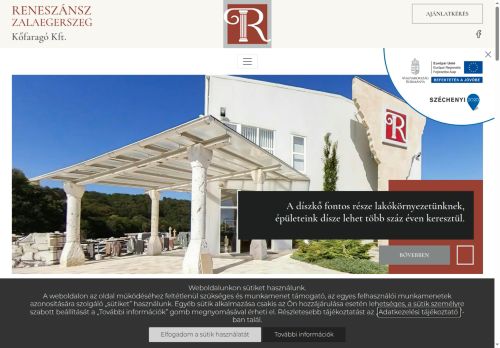 RENESZÁNSZ
ZALAEGERSZEG
Kőfaragó Kft.
R
AJÁNLATKÉRÉS
MAGYARORSZÁG
KORMÁNYA
Európai Unió
Európai Regionális
Fejlesztési Alap
BEFEKTETÉS A JÖVŐBE
SZÉCHENYI 2020
R
A díszkő fontos része lakókörnyezetünknek,
épületeink dísze lehet több száz éven keresztül.
BŐVEBBEN
Weboldalunkon sütiket használunk.
A weboldalon az oldal működéséhez feltétlenül szükséges és munkamenet támogató, az egyes felhasználói munkamenetek
azonosítására szolgáló „sütiket” használunk. Egyéb sütik alkalmazása csakis az Ön hozzájárulása esetén lehetséges, a sütik személyre
szabott beállítását a „További információk” gomb megnyomásával érheti el. Részletesebb tájékoztatást az [Adatkezelési tájékoztató ]-
ban talál.
Elfogadom a sütik használatát
További információk